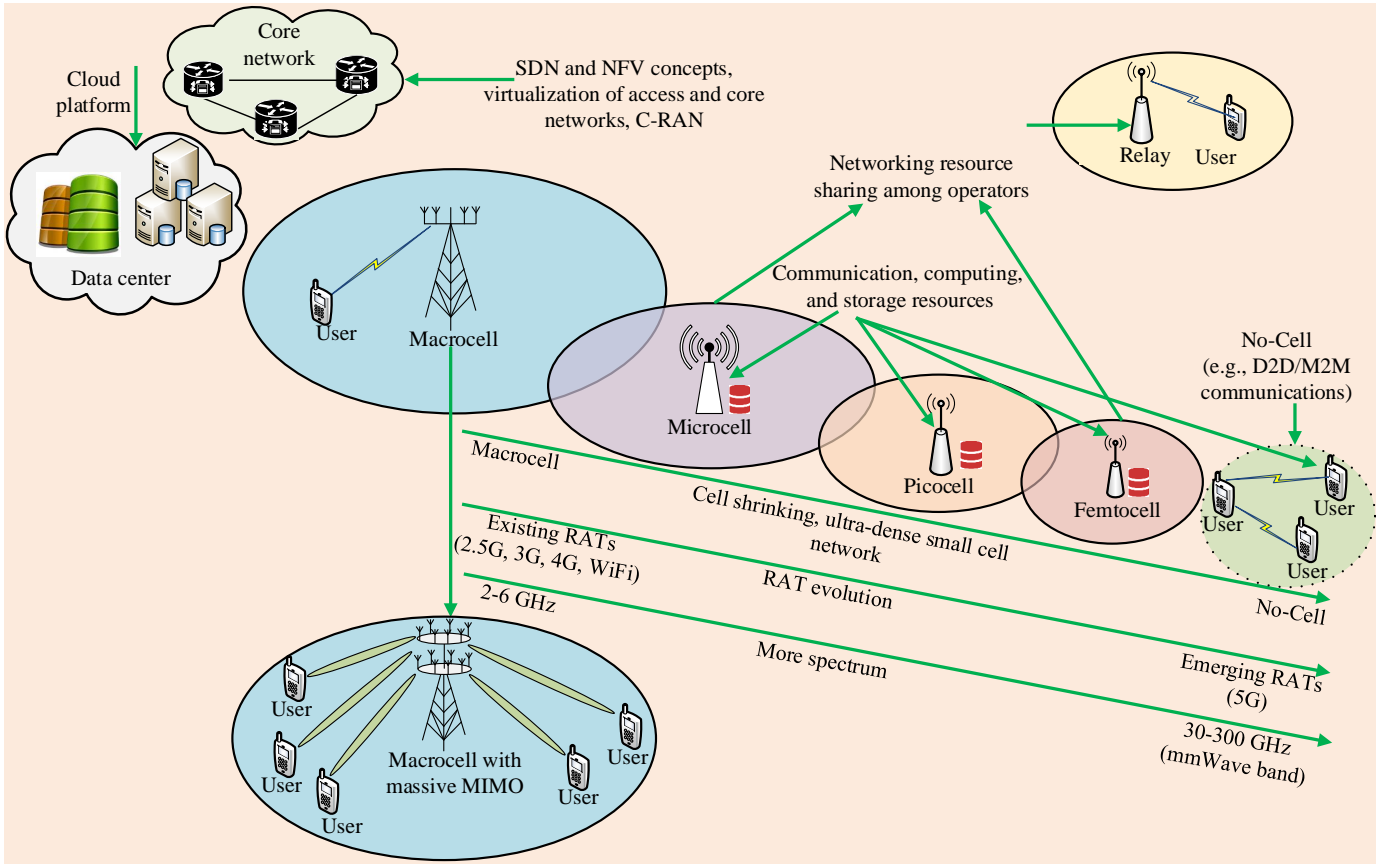 Core
network
Cloud
platform
SDN and NFV concepts,
virtualization of access and core
networks, C-RAN
Data center
Relay
User
Networking resource
sharing among operators
User
Macrocell
Communication, computing,
and storage resources
Microcell
Picocell
Femtocell
No-Cell
(e.g., D2D/M2M
communications)
User
User
User
Macrocell
Cell shrinking, ultra-dense small cell
network
No-Cell
Existing RATs
(2.5G, 3G, 4G, WiFi)
RAT evolution
Emerging RATs
(5G)
2-6 GHz
More spectrum
30-300 GHz
(mmWave band)
User
User
User
User
User
Macrocell with
massive MIMO